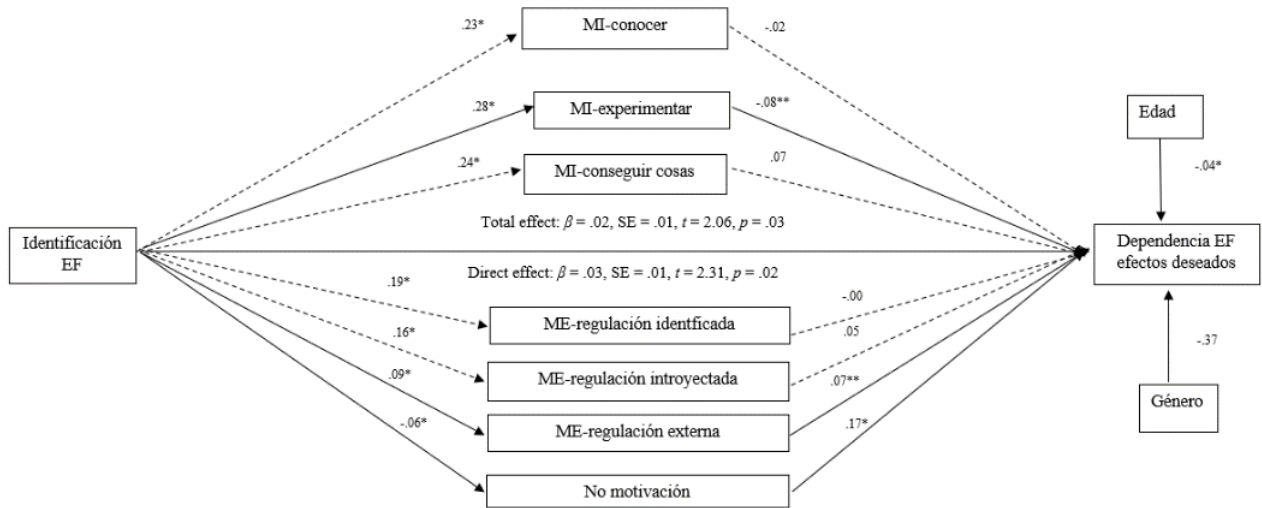 MI-conocer
.23*
-.02
MI-experimentar
.28*
-.08**
Edad
MI-conseguir cosas
.24*
.07
-.04*
Total effect: β = .02, SE = .01, t = 2.06, p = .03
Identificación
EF
Dependencia EF
efectos deseados
Direct effect: β = .03, SE = .01, t = 2.31, p = .02
.19*
-.00
ME-regulación identficada
.16*
.05
ME-regulación introyectada
-.37
.09*
.07**
Género
ME-regulación externa
-.06*
.17*
No motivación